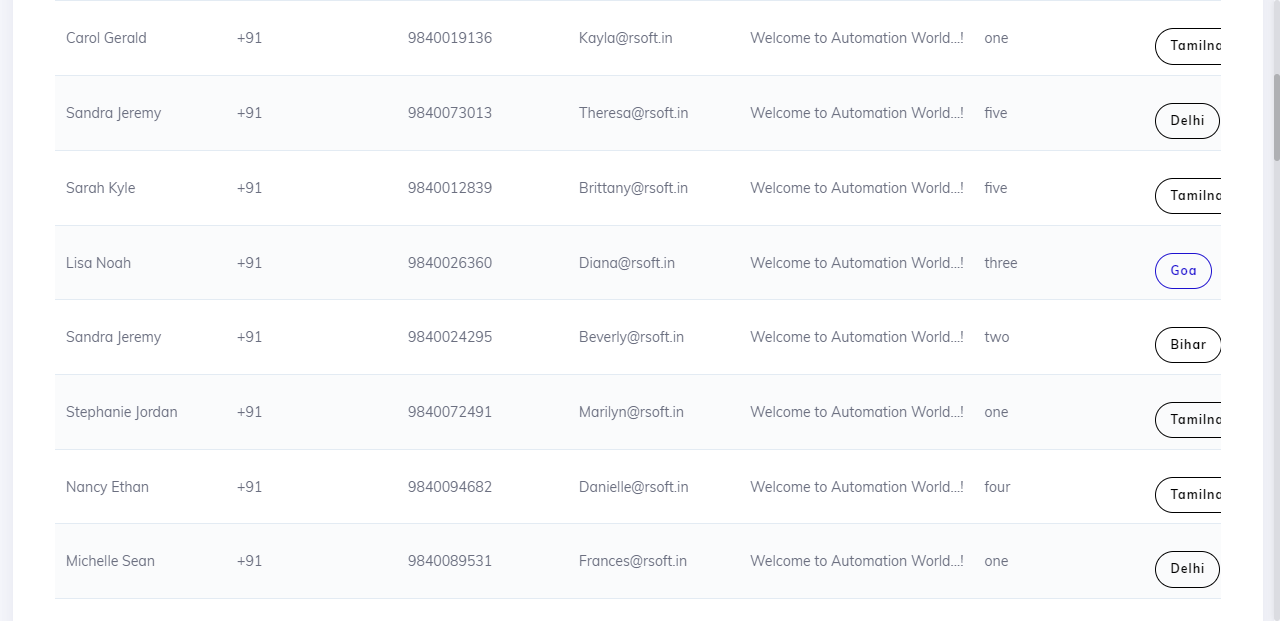 Carol Gerald +91 9840019136 Kayla@rsoft.in Welcome to Automation World...! one Tamilna
Sandra Jeremy +91 9840073013 Theresa@rsoft.in Welcome to Automation World...! five Delhi
Sarah Kyle +91 9840012839 Brittany@rsoft.in Welcome to Automation World...! five Tamilna
Lisa Noah +91 9840026360 Diana@rsoft.in Welcome to Automation World...! three Goa
Sandra Jeremy +91 9840024295 Beverly@rsoft.in Welcome to Automation World...! two Bihar
Stephanie Jordan +91 9840072491 Marilyn@rsoft.in Welcome to Automation World...! one Tamilna
Nancy Ethan +91 9840094682 Danielle@rsoft.in Welcome to Automation World...! four Tamilna
Michelle Sean +91 9840089531 Frances@rsoft.in Welcome to Automation World...! one Delhi